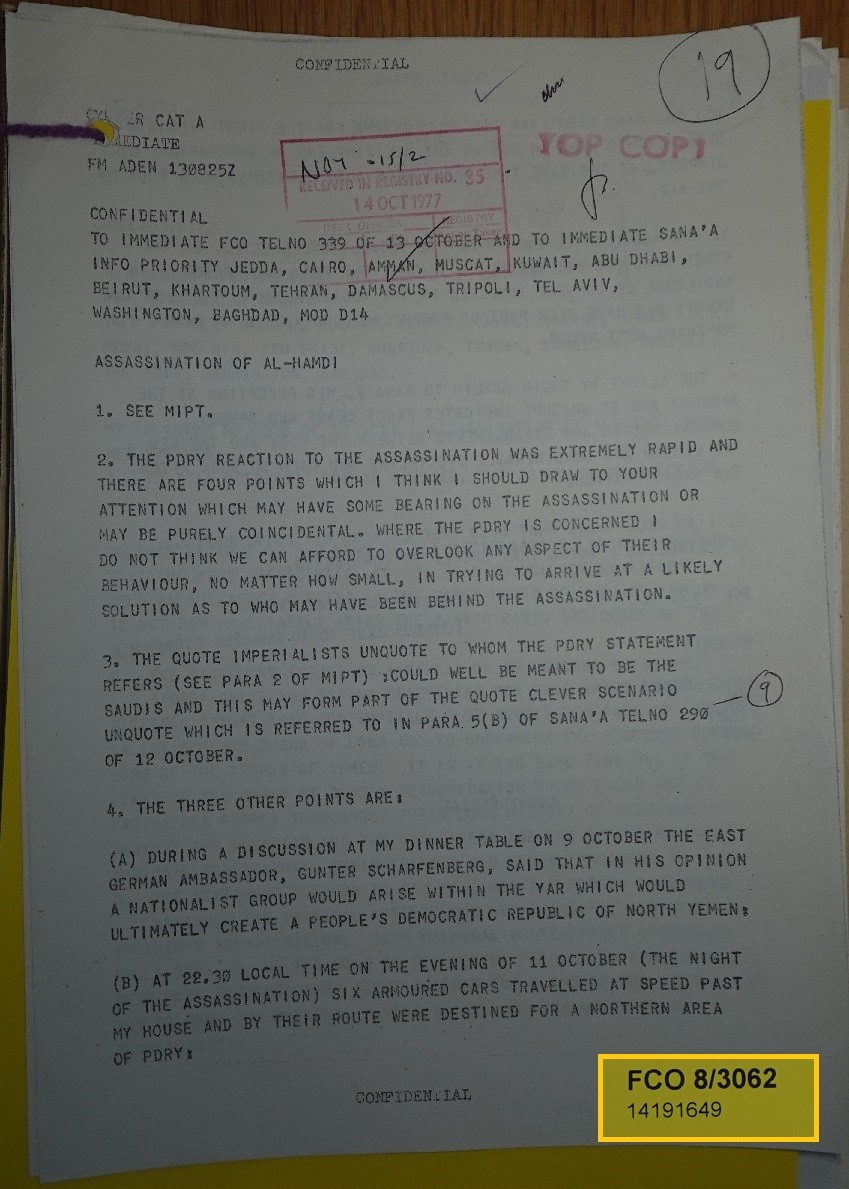 CONFIDENTIAL
19
CAT A
FM ADEN 130825Z
TOP COPY
RECEIVED IN REGISTRY NO. 35
14 OCT 1977
REGISTRY
CONFIDENTIAL
TO IMMEDIATE FCO TELNO 339 OF 13 OCTOBER AND TO IMMEDIATE SANA'A
INFO PRIORITY JEDDA, CAIRO, AMMAN, MUSCAT, KUWAIT, ABU DHABI,
BEIRUT, KHARTOUM, TEHRAN, DAMASCUS, TRIPOLI, TEL AVIV,
WASHINGTON, BAGHDAD, MOD D14
ASSASSINATION OF AL-HAMDI
1. SEE MIPT.
2. THE PDRY REACTION TO THE ASSASSINATION WAS EXTREMELY RAPID AND
THERE ARE FOUR POINTS WHICH I THINK I SHOULD DRAW TO YOUR
ATTENTION WHICH MAY HAVE SOME BEARING ON THE ASSASSINATION OR
MAY BE PURELY COINCIDENTAL. WHERE THE PDRY IS CONCERNED I
DO NOT THINK WE CAN AFFORD TO OVERLOOK ANY ASPECT OF THEIR
BEHAVIOUR, NO MATTER HOW SMALL, IN TRYING TO ARRIVE AT A LIKELY
SOLUTION AS TO WHO MAY HAVE BEEN BEHIND THE ASSASSINATION.
3. THE QUOTE IMPERIALISTS UNQUOTE TO WHOM THE PDRY STATEMENT
REFERS (SEE PARA 2 OF MIPT) :COULD WELL BE MEANT TO BE THE
SAUDIS AND THIS MAY FORM PART OF THE QUOTE CLEVER SCENARIO
UNQUOTE WHICH IS REFERRED TO IN PARA 5(B) OF SANA'A TELNO 290
9
OF 12 OCTOBER.
4. THE THREE OTHER POINTS ARE:
(A) DURING A DISCUSSION AT MY DINNER TABLE ON 9 OCTOBER THE EAST
GERMAN AMBASSADOR, GUNTER SCHARFENBERG, SAID THAT IN HIS OPINION
A NATIONALIST GROUP WOULD ARISE WITHIN THE YAR WHICH WOULD
ULTIMATELY CREATE A PEOPLE'S DEMOCRATIC REPUBLIC OF NORTH YEMEN:
(B) AT 22.30 LOCAL TIME ON THE EVENING OF 11 OCTOBER (THE NIGHT
OF THE ASSASSINATION) SIX ARMOURED CARS TRAVELLED AT SPEED PAST
MY HOUSE AND BY THEIR ROUTE WERE DESTINED FOR A NORTHERN AREA
OF PDRY:
CONFIDENTIAL
FCO 8/3062
14191649